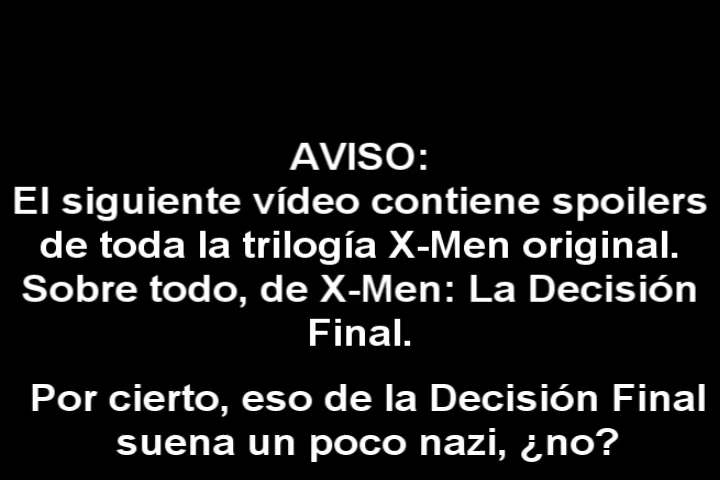 AVISO:
El siguiente vídeo contiene spoilers
de toda la trilogía X-Men original.
Sobre todo, de X-Men: La Decisión
Final.
Por cierto, eso de la Decisión Final
suena un poco nazi, ¿no?